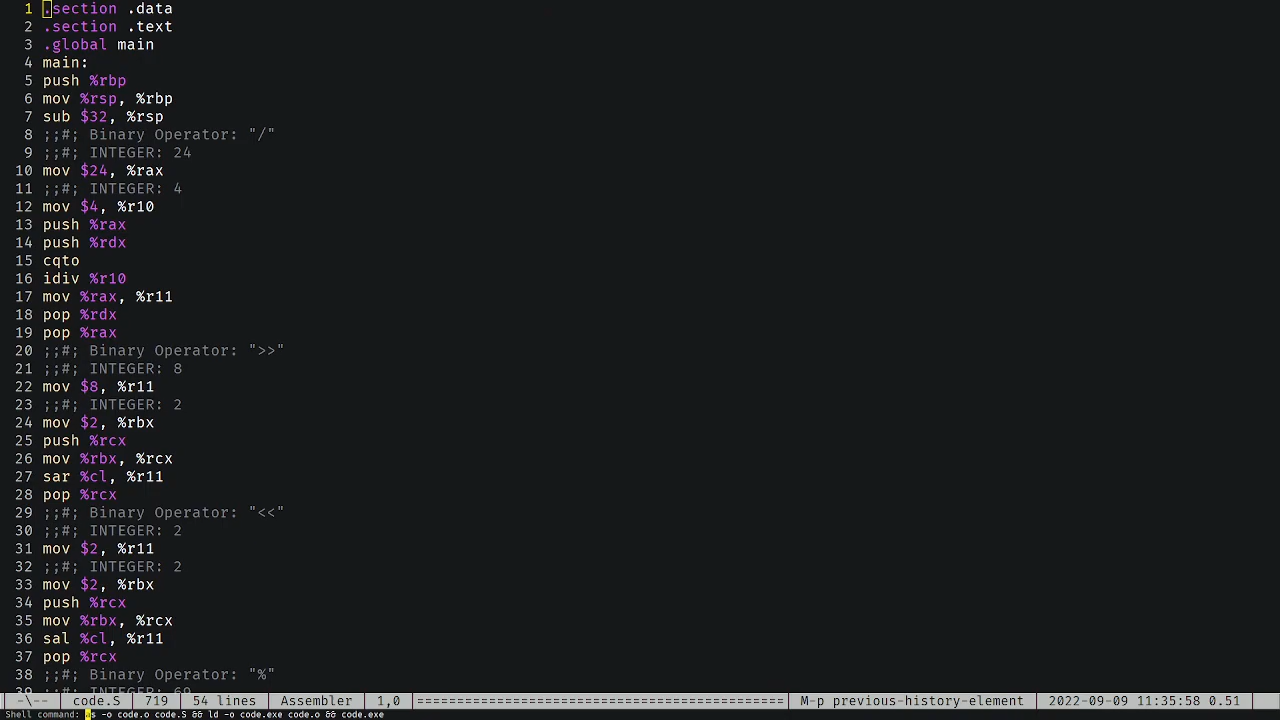 1 .section .data
2 .section .text
3 .global main
4 main:
5 push %rbp
6 mov %rsp, %rbp
7 sub $32, %rsp
8 ;;#; Binary Operator: "/"
9 ;;#; INTEGER: 24
10 mov $24, %rax
11 ;;#; INTEGER: 4
12 mov $4, %r10
13 push %rax
14 push %rdx
15 cqto
16 idiv %r10
17 mov %rax, %r11
18 pop %rdx
19 pop %rax
20 ;;#; Binary Operator: ">>"
21 ;;#; INTEGER: 8
22 mov $8, %r11
23 ;;#; INTEGER: 2
24 mov $2, %rbx
25 push %rcx
26 mov %rbx, %rcx
27 sar %cl, %r11
28 pop %rcx
29 ;;#; Binary Operator: "<<"
30 ;;#; INTEGER: 2
31 mov $2, %r11
32 ;;#; INTEGER: 2
33 mov $2, %rbx
34 push %rcx
35 mov %rbx, %rcx
36 sal %cl, %r11
37 pop %rcx
38 ;;#; Binary Operator: "%"
39 ;;#; INTEGER: 69
-\-- code.S 719 54 lines Assembler 1,0 ======================================== M-p previous-history-element 2022-09-09 11:35:58 0.51
Shell command: as -o code.o code.S && ld -o code.exe code.o && code.exe